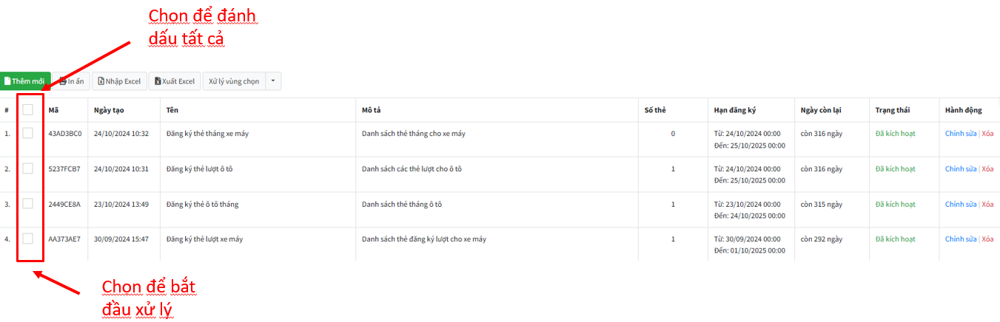 Chọn để đánh
dấu tất cả
Thêm mới In ấn Nhập Excel Xuất Excel Xử lý vùng chọn
# Mã Ngày tạo Tên Mô tả Số thẻ Hạn đăng ký Ngày còn lại Trạng thái Hành động
1. 43AD3BC0 24/10/2024 10:32 Đăng ký thẻ tháng xe máy Danh sách thẻ tháng cho xe máy 0 Từ: 24/10/2024 00:00 còn 316 ngày Đã kích hoạt Chỉnh sửa | Xóa
Đến: 25/10/2025 00:00
2. 5237FCB7 24/10/2024 10:31 Đăng ký thẻ lượt ô tô Danh sách các thẻ lượt cho ô tô 1 Từ: 24/10/2024 00:00 còn 316 ngày Đã kích hoạt Chỉnh sửa | Xóa
Đến: 25/10/2025 00:00
3. 2449CE8A 23/10/2024 13:49 Đăng ký thẻ ô tô tháng Danh sách thẻ tháng ô tô 1 Từ: 23/10/2024 00:00 còn 315 ngày Đã kích hoạt Chỉnh sửa | Xóa
Đến: 24/10/2025 00:00
4. AA373AE7 30/09/2024 15:47 Đăng ký thẻ lượt xe máy Danh sách thẻ đăng ký lượt cho xe máy 1 Từ: 30/09/2024 00:00 còn 292 ngày Đã kích hoạt Chỉnh sửa | Xóa
Đến: 01/10/2025 00:00
Chọn để bắt
đầu xử lý